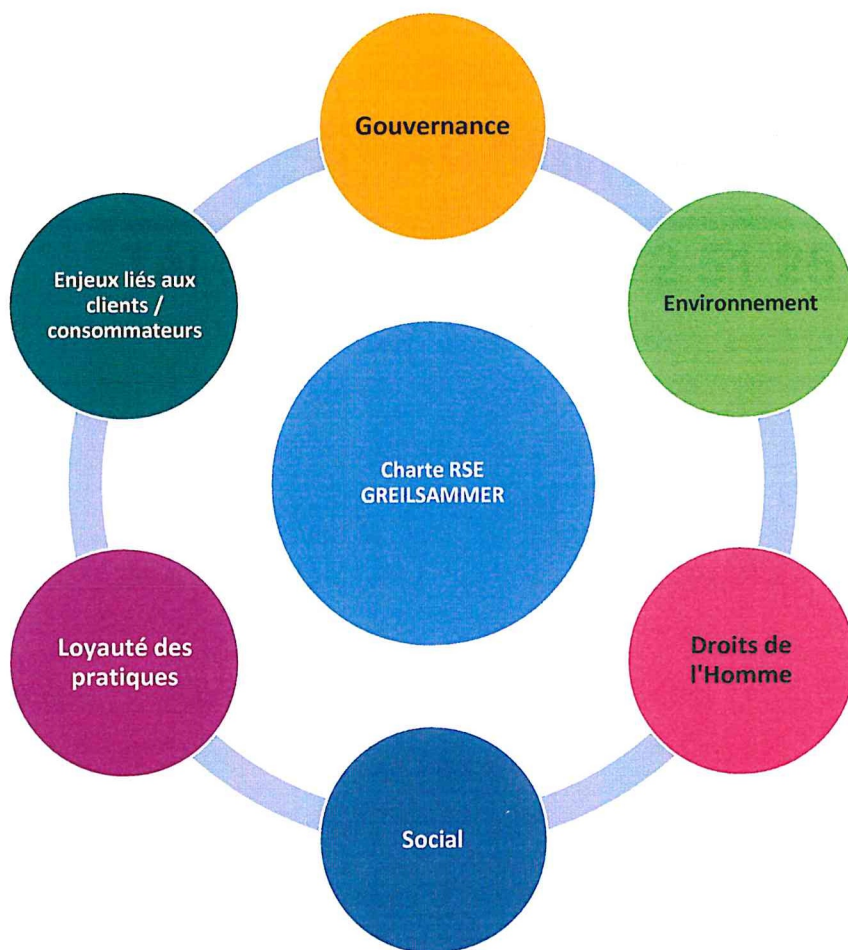 Gouvernance
Enjeux liés aux
clients /
consommateurs
Environnement
Charte RSE
GREILSAMMER
Loyauté des
pratiques
Droits de
l'Homme
Social